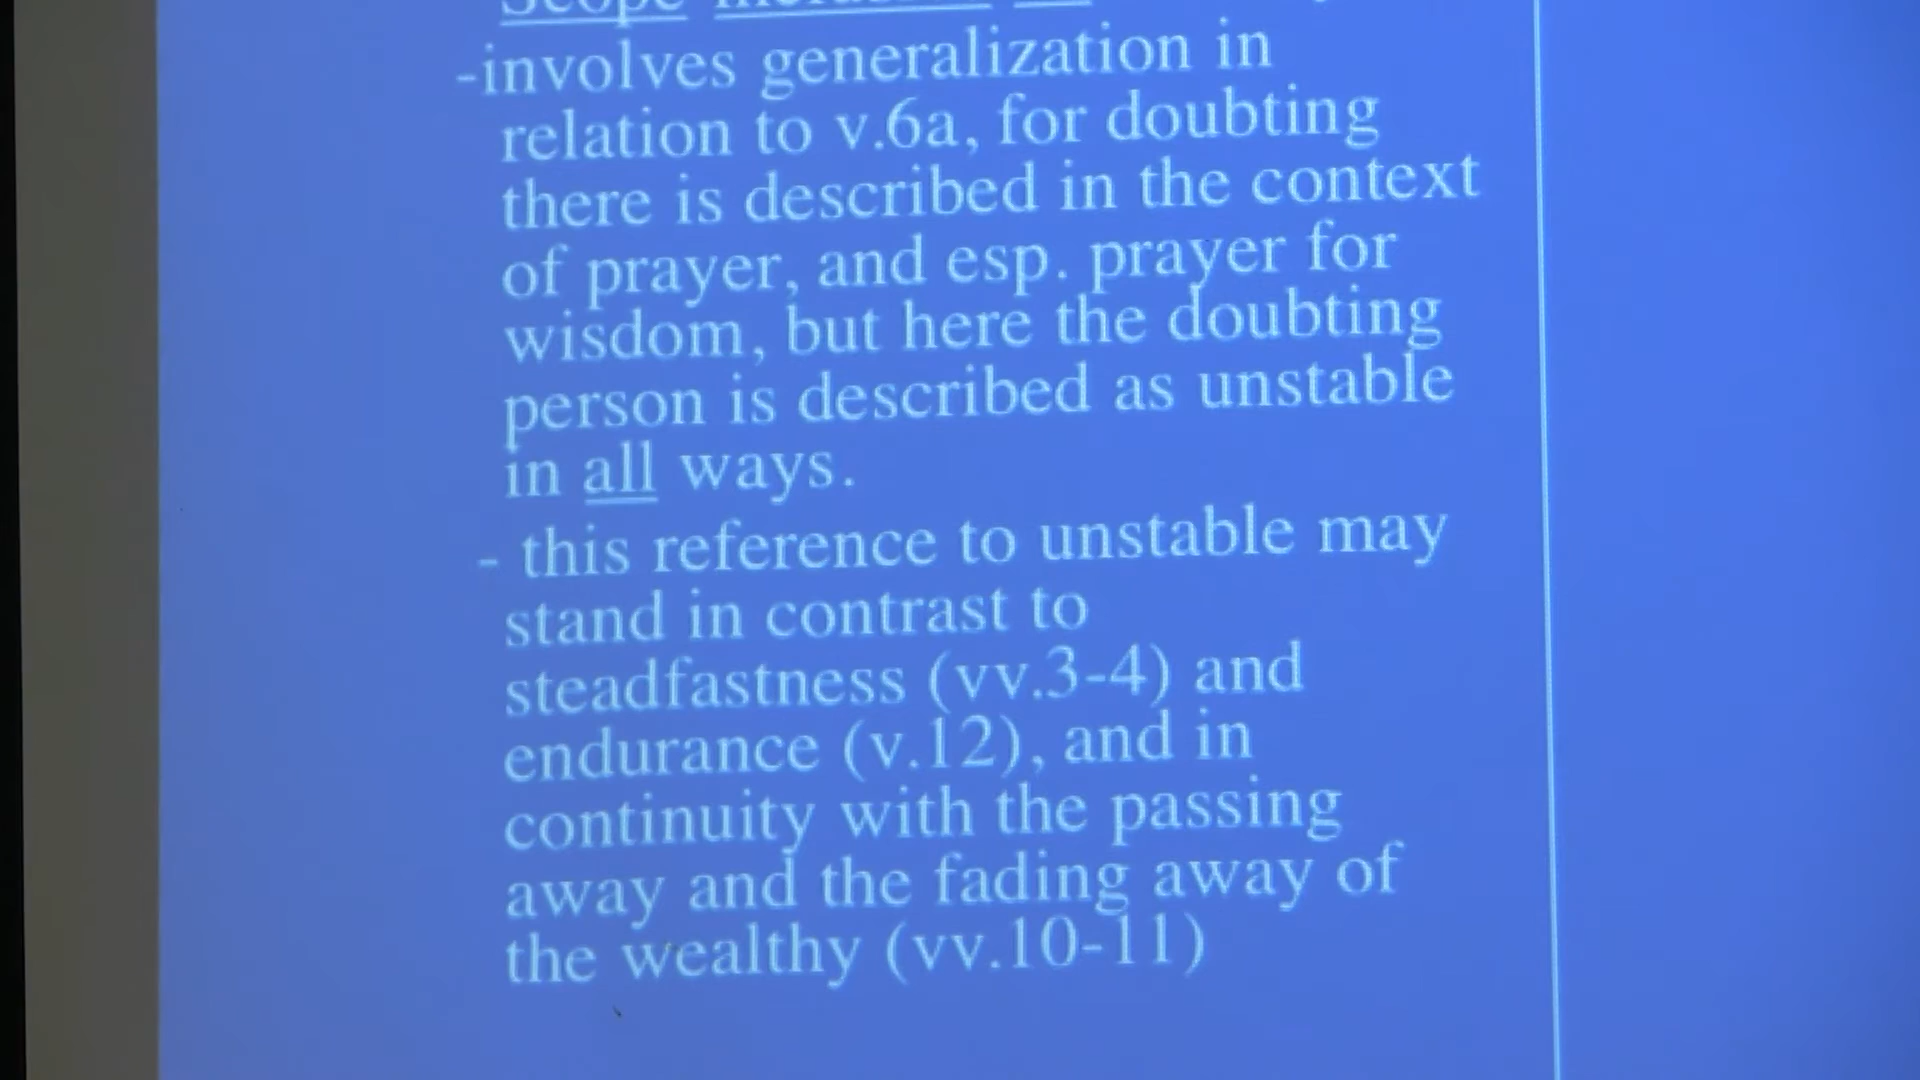 Scope
-involves generalization in
relation to v.6a, for doubting
there is described in the context
of prayer, and esp. prayer for
wisdom, but here the doubting
person is described as unstable
in all ways.
- this reference to unstable may
stand in contrast to
steadfastness (vv.3-4) and
endurance (v.12), and in
continuity with the passing
away and the fading away of
the wealthy (vv.10-11)